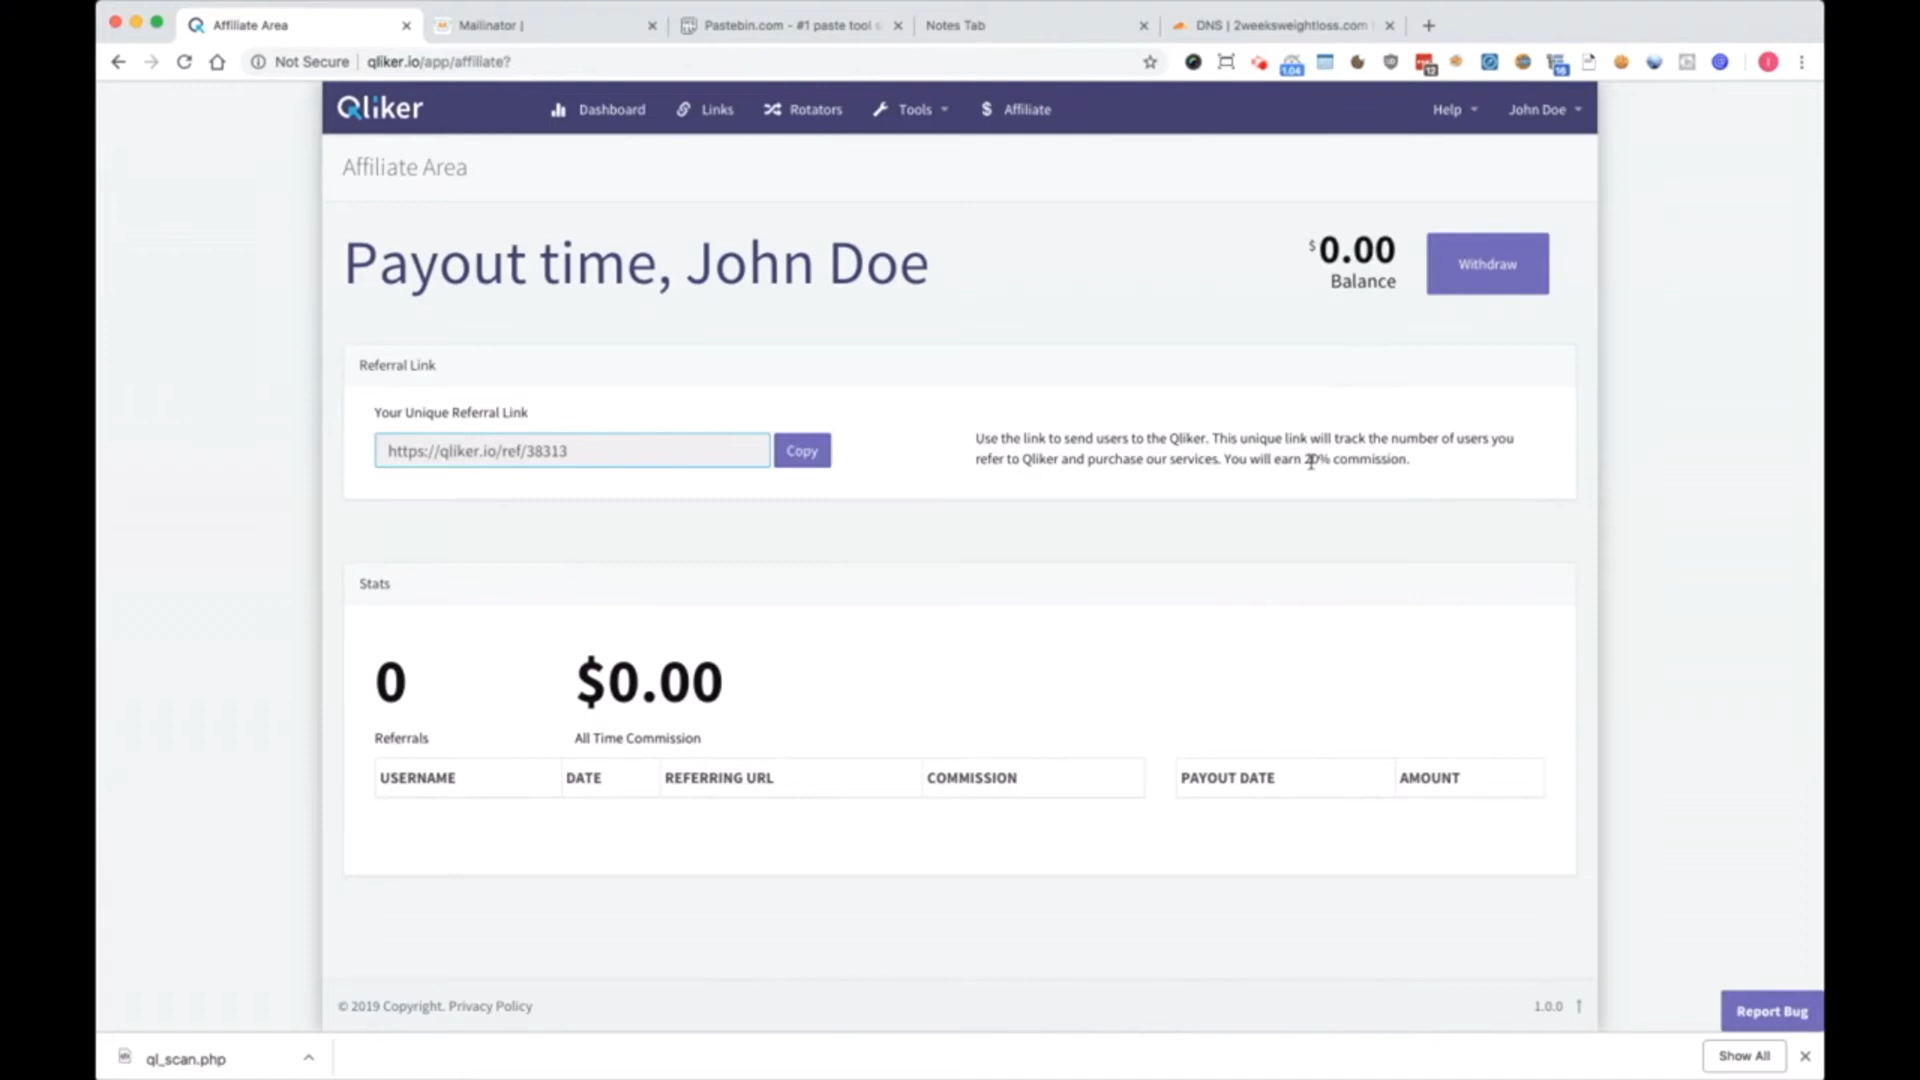 Affiliate Area
Mailinator |
Pastebin.com - #1 paste tool s
Notes Tab
DNS | 2weeksweightloss.com |
Not Secure | qliker.io/app/affiliate?
1.04
12
16
Qliker
Dashboard
Links
Rotators
Tools
Affiliate
Help
John Doe
Affiliate Area
Payout time, John Doe
$0.00
Balance
Withdraw
Referral Link
Your Unique Referral Link
https://qliker.io/ref/38313
Copy
Use the link to send users to the Qliker. This unique link will track the number of users you
refer to Qliker and purchase our services. You will earn 20% commission.
Stats
0
$0.00
Referrals
All Time Commission
USERNAME DATE REFERRING URL COMMISSION
PAYOUT DATE AMOUNT
© 2019 Copyright. Privacy Policy
1.0.0
Report Bug
ql_scan.php
Show All